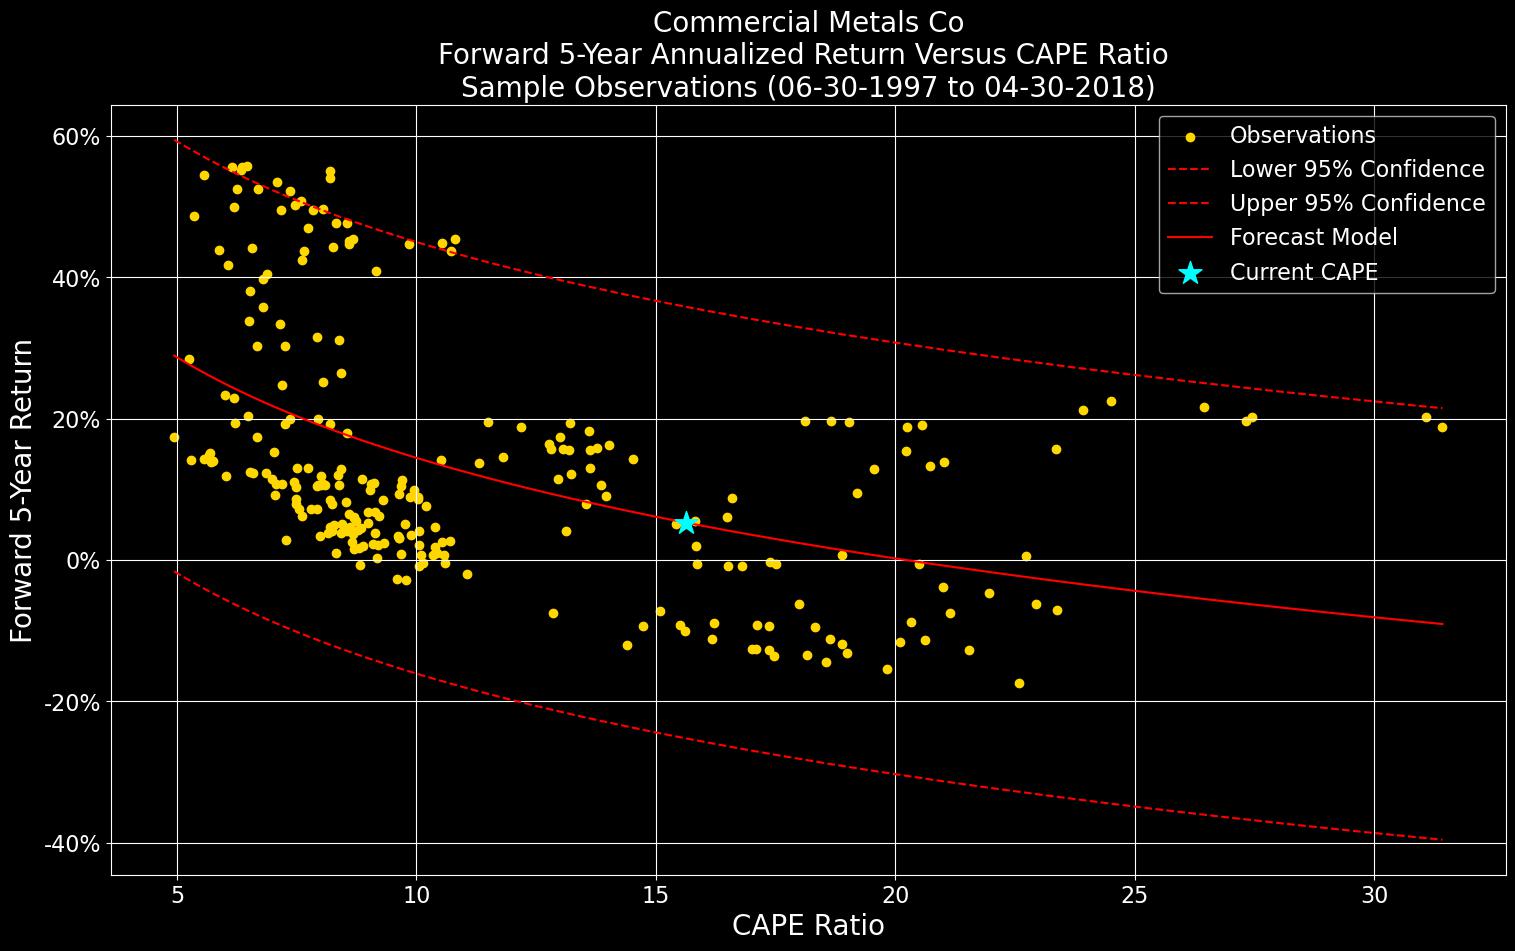 Commercial Metals Co
Forward 5-Year Annualized Return Versus CAPE Ratio
Sample Observations (06-30-1997 to 04-30-2018)
Observations
Lower 95% Confidence
Upper 95% Confidence
Forecast Model
Current CAPE
Forward 5-Year Return
60%
40%
20%
0%
-20%
-40%
5 10 15 20 25 30
CAPE Ratio